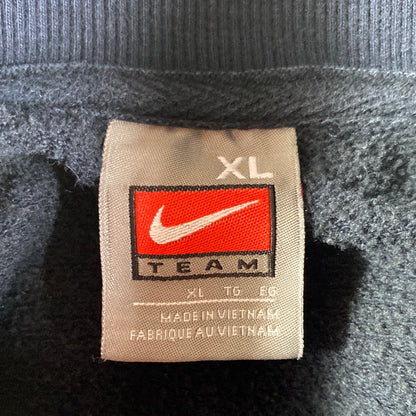 XL
TEAM
XL TG EG
MADE IN VIETNAM
FABRIQUE AU VIETNAM